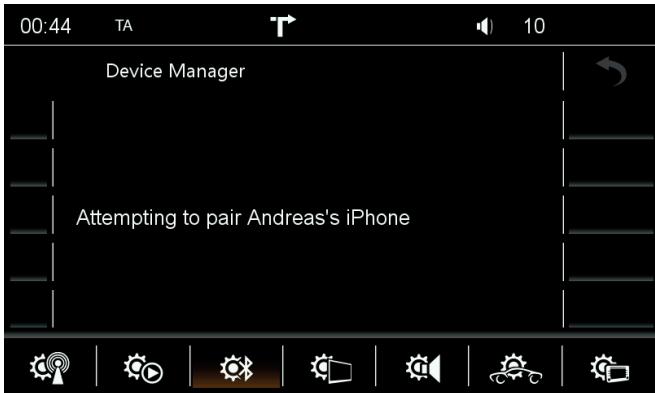 00:44 TA 10
Device Manager
Attempting to pair Andreas's iPhone